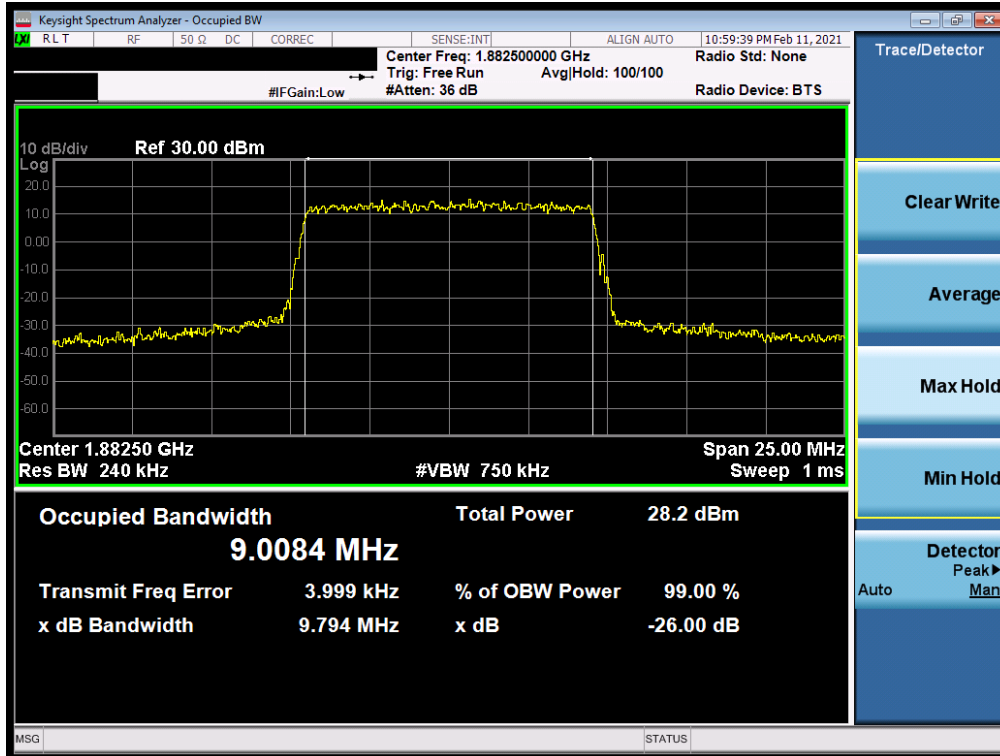 Keysight Spectrum Analyzer - Occupied BW
LXI RLT RF 50 Ω DC CORREC SENSE:INT ALIGN AUTO 10:59:39 PM Feb 11, 2021
Center Freq: 1.882500000 GHz Radio Std: None
Trig: Free Run Avg|Hold: 100/100
#IFGain:Low #Atten: 36 dB Radio Device: BTS
Trace/Detector
10 dB/div Ref 30.00 dBm
Log
20.0
10.0
0.00
-10.0
-20.0
-30.0
-40.0
-50.0
-60.0
Center 1.88250 GHz Span 25.00 MHz
Res BW 240 kHz #VBW 750 kHz Sweep 1 ms
Occupied Bandwidth Total Power 28.2 dBm
9.0084 MHz
Transmit Freq Error 3.999 kHz % of OBW Power 99.00 %
x dB Bandwidth 9.794 MHz x dB -26.00 dB
Clear Write
Average
Max Hold
Min Hold
Detector
Peak
Auto Man
MSG STATUS